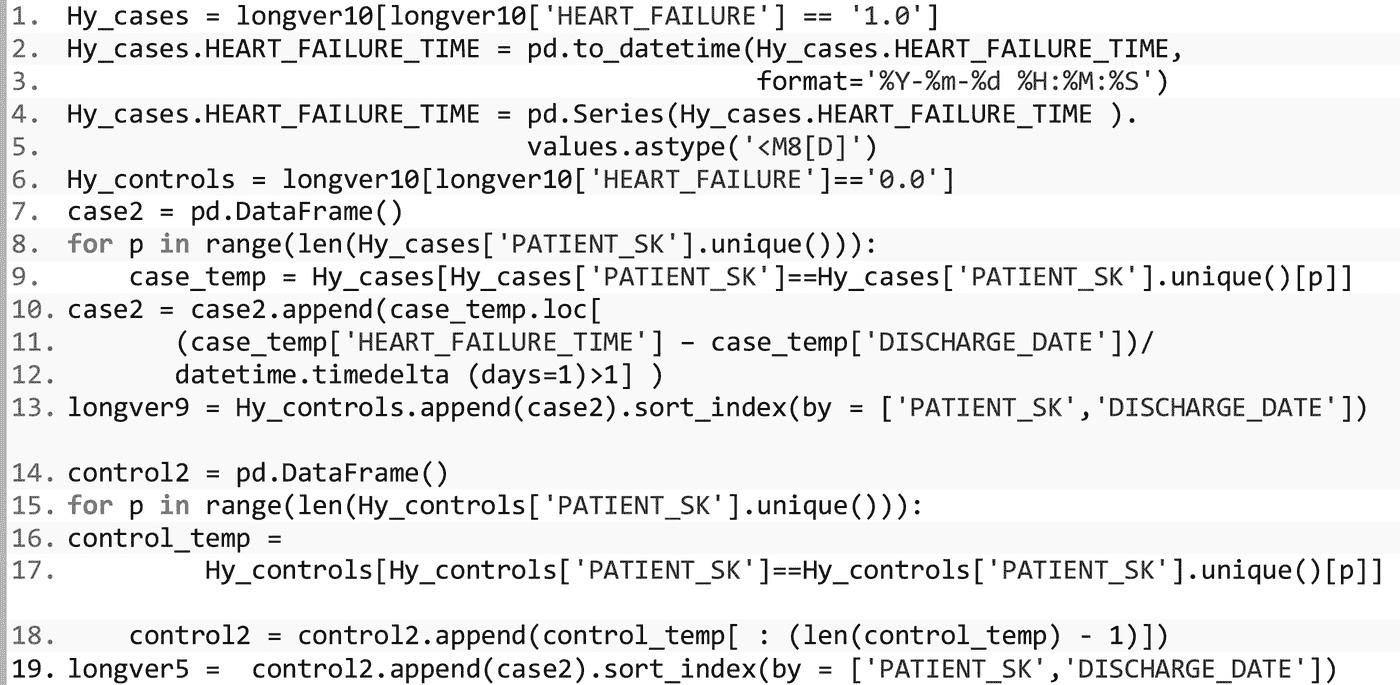 1. Hy_cases = longver10[longver10['HEART_FAILURE'] == '1.0']
2. Hy_cases.HEART_FAILURE_TIME = pd.to_datetime(Hy_cases.HEART_FAILURE_TIME,
3. format='%Y-%m-%d %H:%M:%S')
4. Hy_cases.HEART_FAILURE_TIME = pd.Series(Hy_cases.HEART_FAILURE_TIME ).
5. values.astype('<M8[D]')
6. Hy_controls = longver10[longver10['HEART_FAILURE']=='0.0']
7. case2 = pd.DataFrame()
8. for p in range(len(Hy_cases['PATIENT_SK'].unique())):
9. case_temp = Hy_cases[Hy_cases['PATIENT_SK']==Hy_cases['PATIENT_SK'].unique()[p]]
10. case2 = case2.append(case_temp.loc[
11. (case_temp['HEART_FAILURE_TIME'] – case_temp['DISCHARGE_DATE'])/
12. datetime.timedelta (days=1)>1] )
13. longver9 = Hy_controls.append(case2).sort_index(by = ['PATIENT_SK','DISCHARGE_DATE'])
14. control2 = pd.DataFrame()
15. for p in range(len(Hy_controls['PATIENT_SK'].unique())):
16. control_temp =
17. Hy_controls[Hy_controls['PATIENT_SK']==Hy_controls['PATIENT_SK'].unique()[p]]
18. control2 = control2.append(control_temp[ : (len(control_temp) - 1)])
19. longver5 = control2.append(case2).sort_index(by = ['PATIENT_SK','DISCHARGE_DATE'])